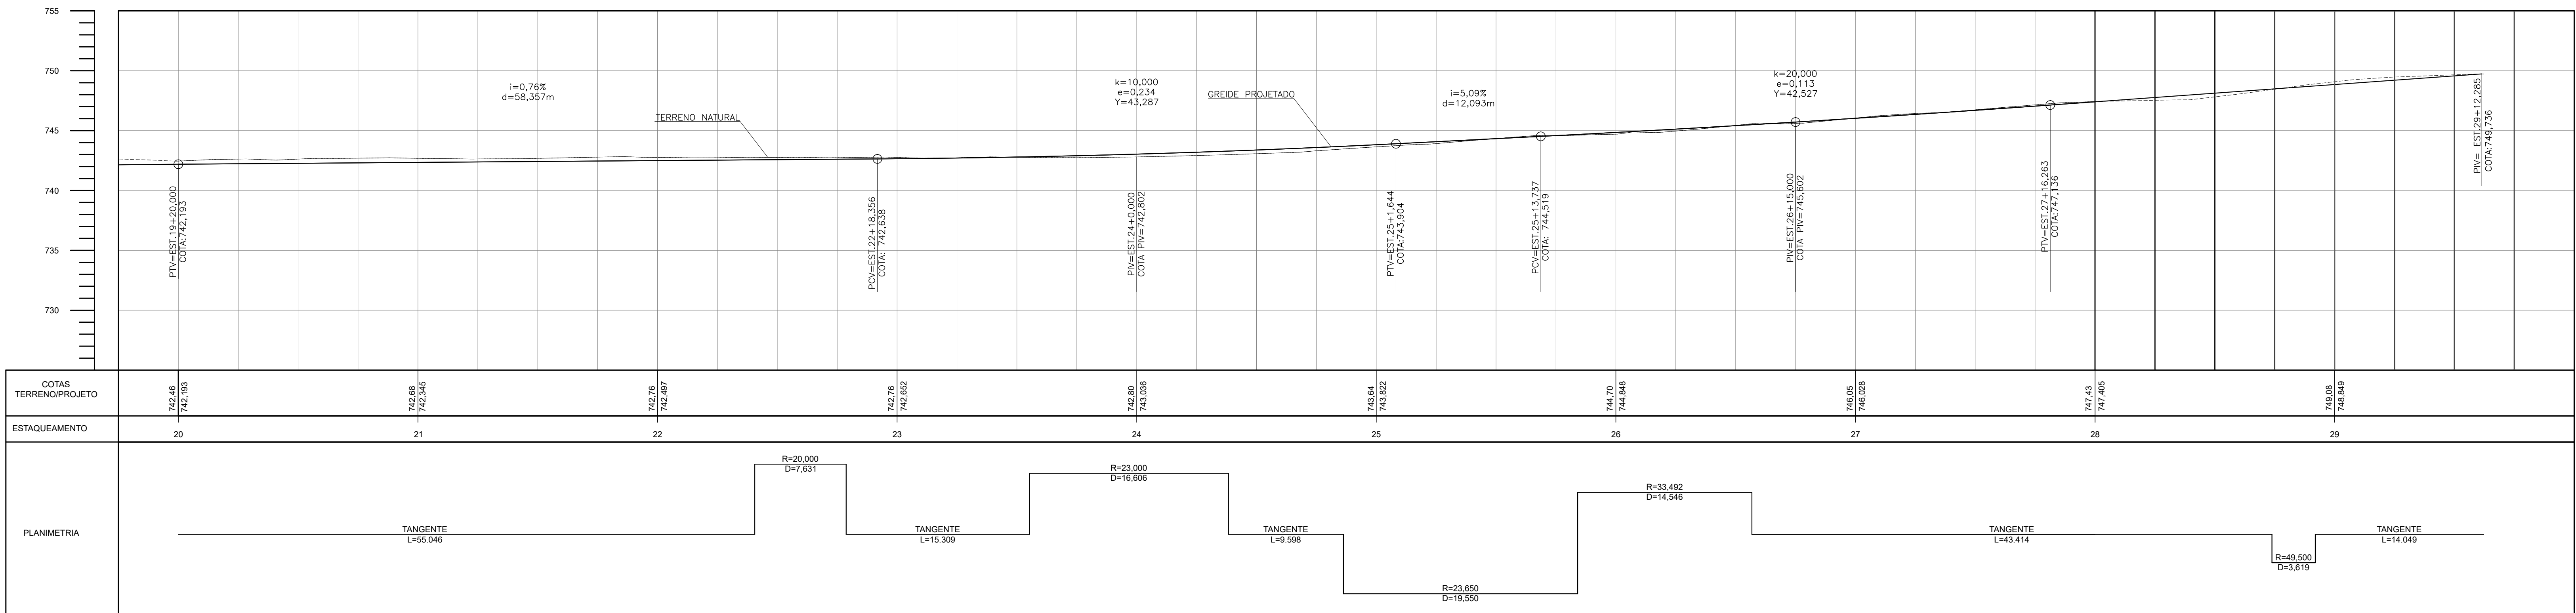 755
750
745
740
735
730
i=0,76%
d=58,357m
TERRENO NATURAL
k=10,000
e=0,234
Y=43,287
GREIDE PROJETADO
i=5,09%
d=12,093m
k=20,000
e=0,113
Y=42,527
PTV=EST.19+20,000
COTA:742,193
PCV=EST.22+18,356
COTA: 742,638
PIV=EST.24+0,000
COTA PIV=742,802
PTV=EST.25+1,644
COTA:743,904
PCV=EST.25+13,737
COTA: 744,519
PIV=EST.26+15,000
COTA PIV=745,602
PTV=EST.27+16,263
COTA:747,136
PIV= EST.29+12,285
COTA:749,736
COTAS
TERRENO/PROJETO
742,46
742,193
742,68
742,345
742,76
742,497
742,76
742,652
742,80
743,036
743,64
743,822
744,70
744,848
746,05
746,028
747,43
747,405
749,08
748,849
ESTAQUEAMENTO
20
21
22
23
24
25
26
27
28
29
PLANIMETRIA
TANGENTE
L=55.046
R=20,000
D=7,631
TANGENTE
L=15.309
R=23,000
D=16,606
TANGENTE
L=9.598
R=23,650
D=19,550
R=33,492
D=14,546
TANGENTE
L=43.414
R=49,500
D=3,619
TANGENTE
L=14.049